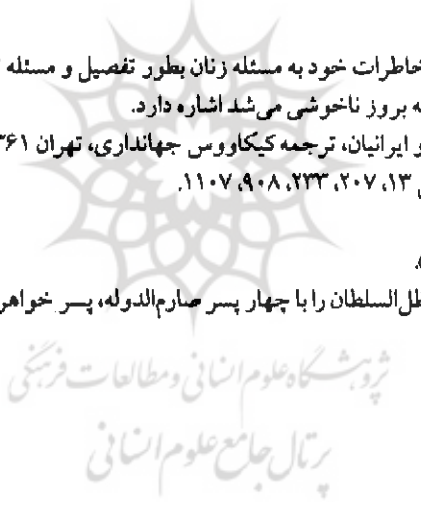 خاطرات خود به مسئله زنان بطور تفصیل و مسئله
ه بروز ناخوشی می‌شد اشاره دارد.
و ایرانیان، ترجمه کیکاووس جهانداری، تهران ۳۶۱
۱۳، ۲۰۷، ۲۳۳، ۹۰۸، ۱۱۰۷.
ظل‌السلطان را با چهار پسر صارم‌الدوله، پسر خواهر
پژوهشگاه علوم انسانی و مطالعات فرهنگی
پرتال جامع علوم انسانی